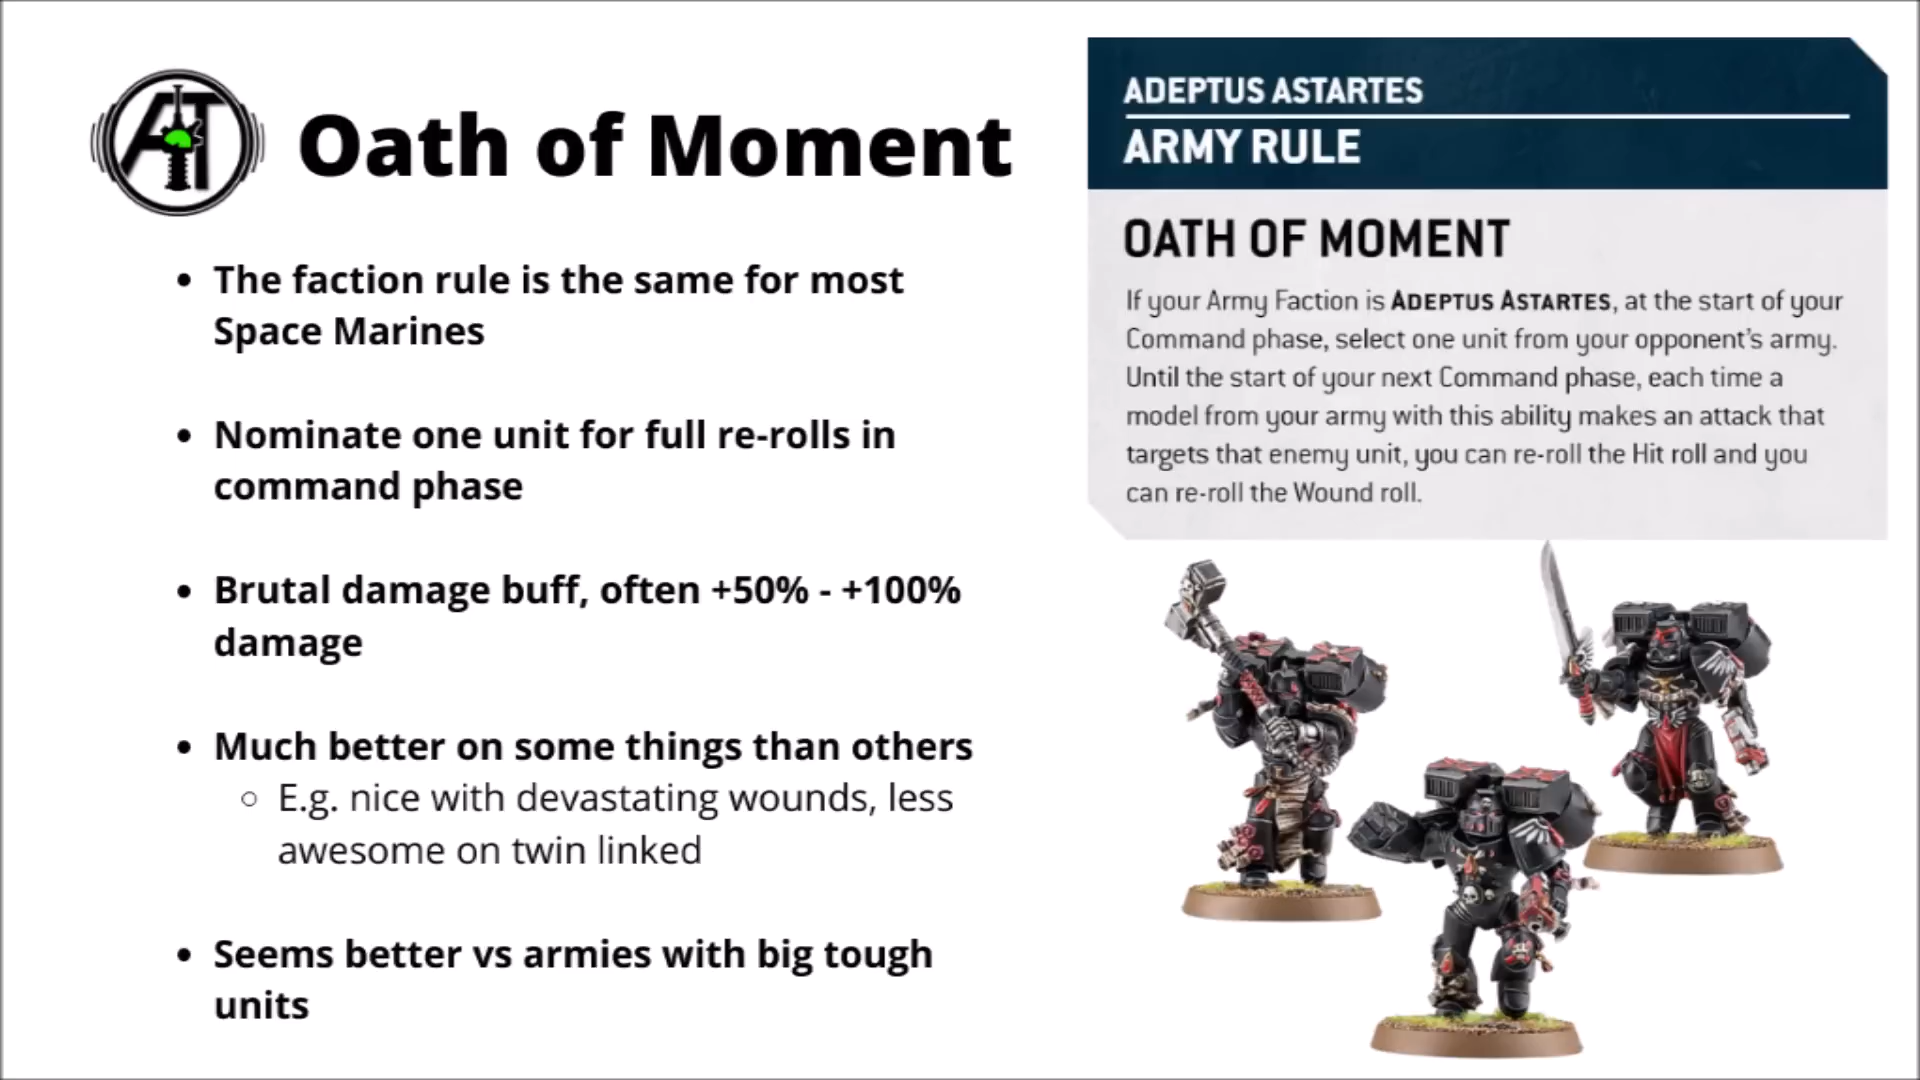 AT
Oath of Moment
• The faction rule is the same for most
Space Marines
• Nominate one unit for full re-rolls in
command phase
• Brutal damage buff, often +50% - +100%
damage
• Much better on some things than others
○ E.g. nice with devastating wounds, less
awesome on twin linked
• Seems better vs armies with big tough
units
ADEPTUS ASTARTES
ARMY RULE
OATH OF MOMENT
If your Army Faction is ADEPTUS ASTARTES, at the start of your
Command phase, select one unit from your opponent's army.
Until the start of your next Command phase, each time a
model from your army with this ability makes an attack that
targets that enemy unit, you can re-roll the Hit roll and you
can re-roll the Wound roll.